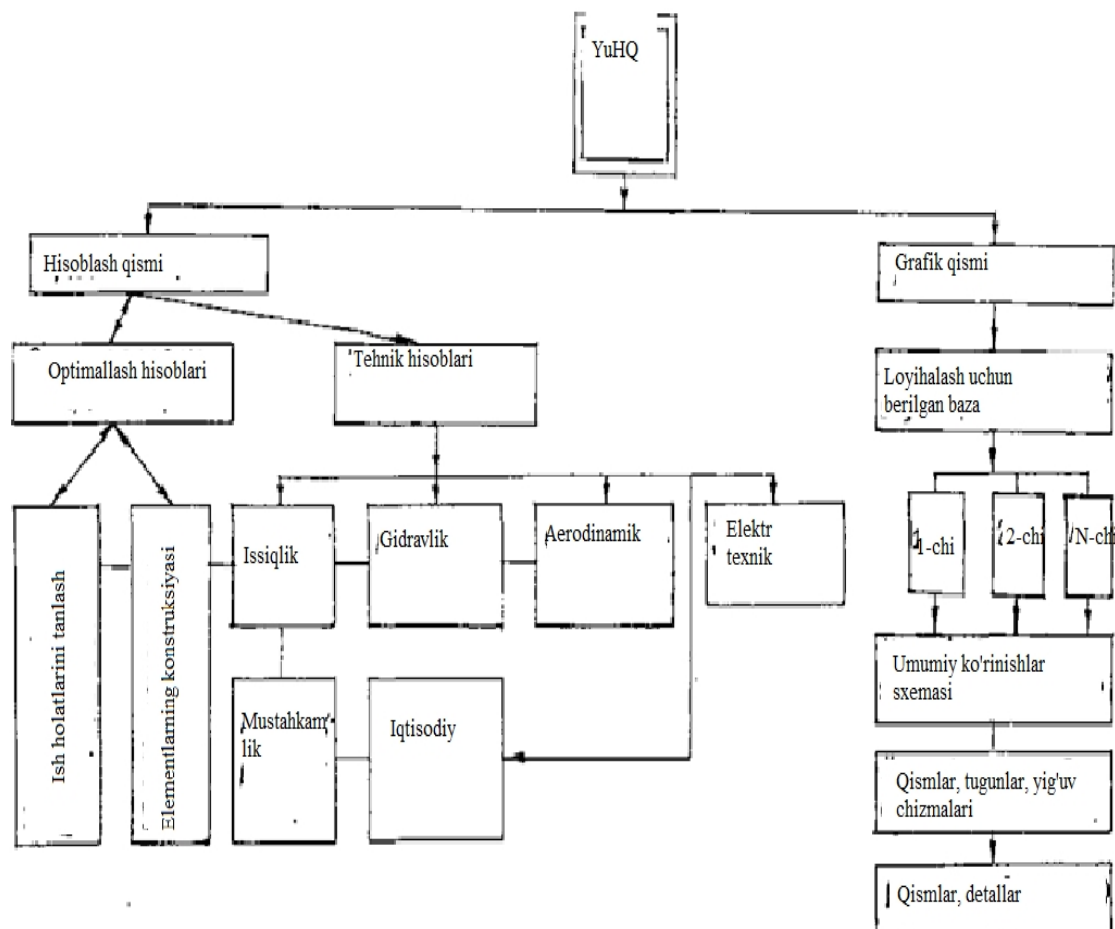 YuHQ
Hisoblash qismi
Grafik qismi
Optimallash hisoblari
Tehnik hisoblari
Loyihalash uchun
berilgan baza
Ish holatlarini tanlash
Elementlarning konstruksiyasi
Issiqlik
Gidravlik
Aerodinamik
Elektr
texnik
1-chi
2-chi
N-chi
Mustahkam
lik
Iqtisodiy
Umumiy ko'rinishlar
sxemasi
Qismlar, tugunlar, yig'uv
chizmalari
Qismlar, detallar